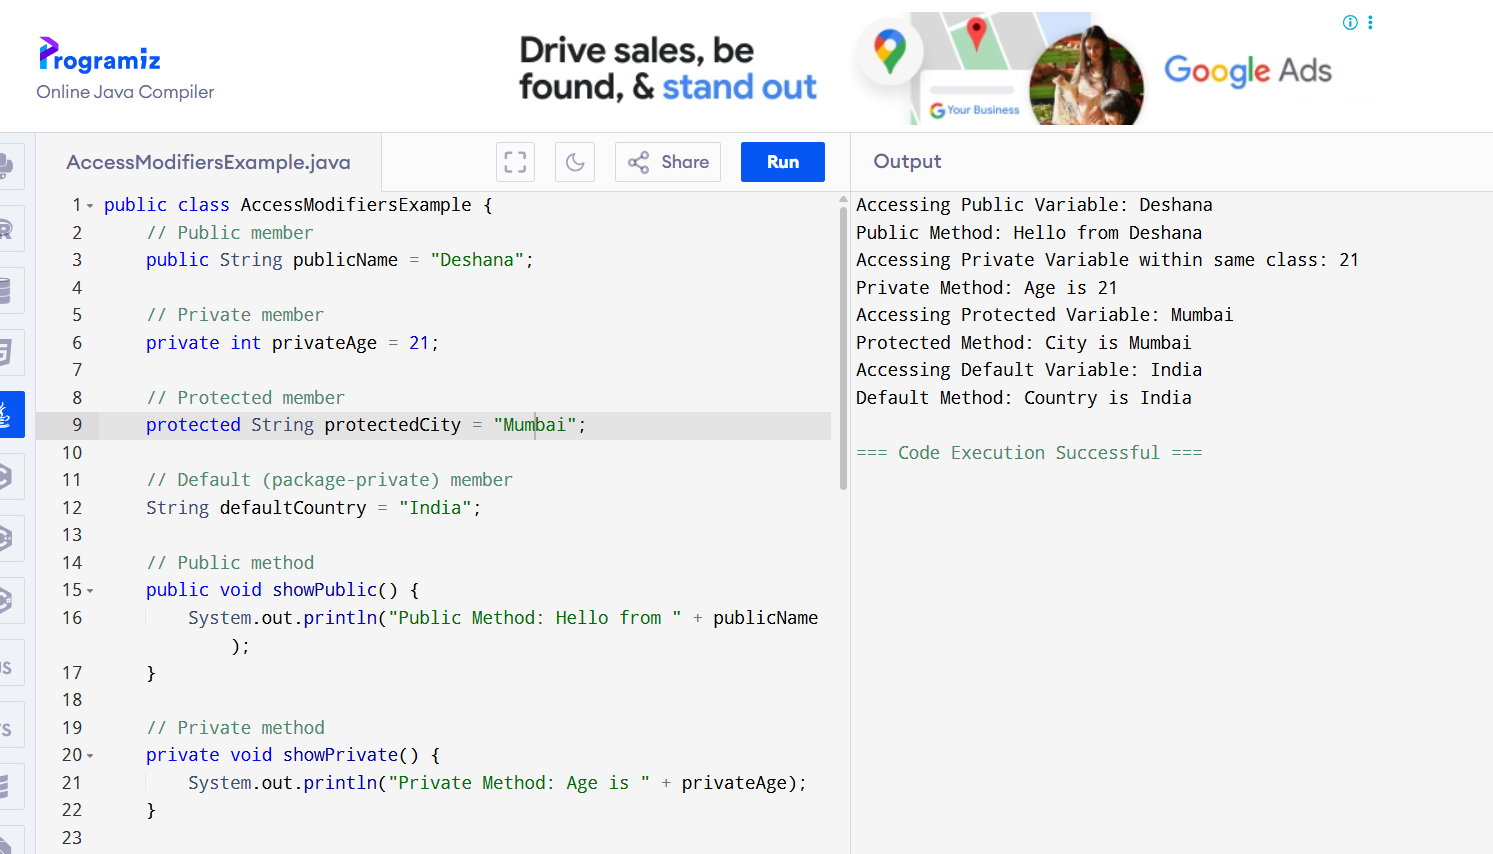 Programiz
Online Java Compiler
Drive sales, be
found, & stand out
Your Business
Google Ads
AccessModifiersExample.java
Share
Run
Output
1 public class AccessModifiersExample {
2 // Public member
3 public String publicName = "Deshana";
4
5 // Private member
6 private int privateAge = 21;
7
8 // Protected member
9 protected String protectedCity = "Mumbai";
10
11 // Default (package-private) member
12 String defaultCountry = "India";
13
14 // Public method
15 public void showPublic() {
16 System.out.println("Public Method: Hello from " + publicName
);
17 }
18
19 // Private method
20 private void showPrivate() {
21 System.out.println("Private Method: Age is " + privateAge);
22 }
23
Accessing Public Variable: Deshana
Public Method: Hello from Deshana
Accessing Private Variable within same class: 21
Private Method: Age is 21
Accessing Protected Variable: Mumbai
Protected Method: City is Mumbai
Accessing Default Variable: India
Default Method: Country is India
=== Code Execution Successful ===